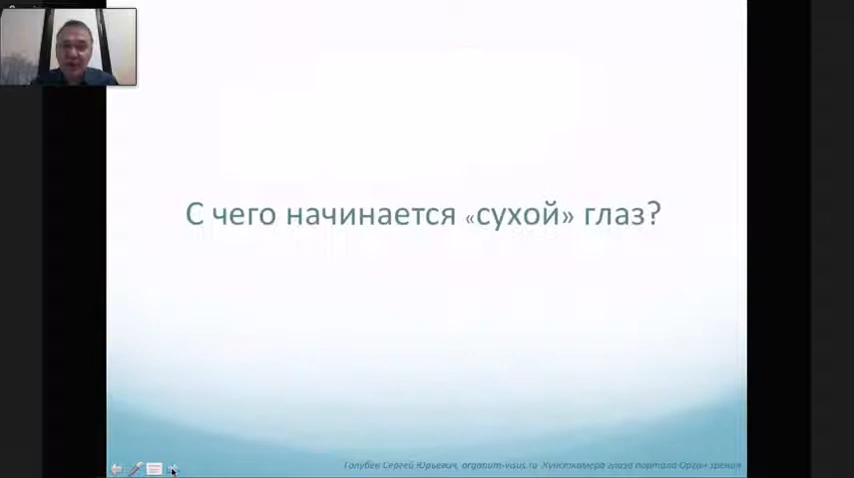 С чего начинается «сухой» глаз?
Голубев Сергей Юрьевич, organum-visus.ru Кунсткамера глаза портала Орган зрения